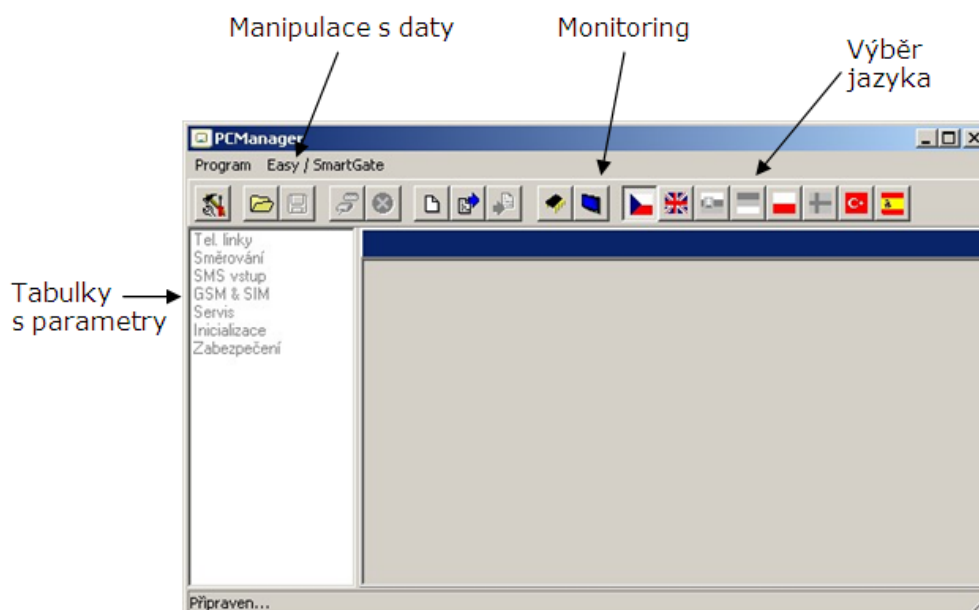 Manipulace s daty
Monitoring
Výběr
jazyka
PCManager
Program Easy / SmartGate
Tel. linky
Směrování
SMS vstup
GSM & SIM
Servis
Inicializace
Zabezpečení
Tabulky
s parametry
Připraven...